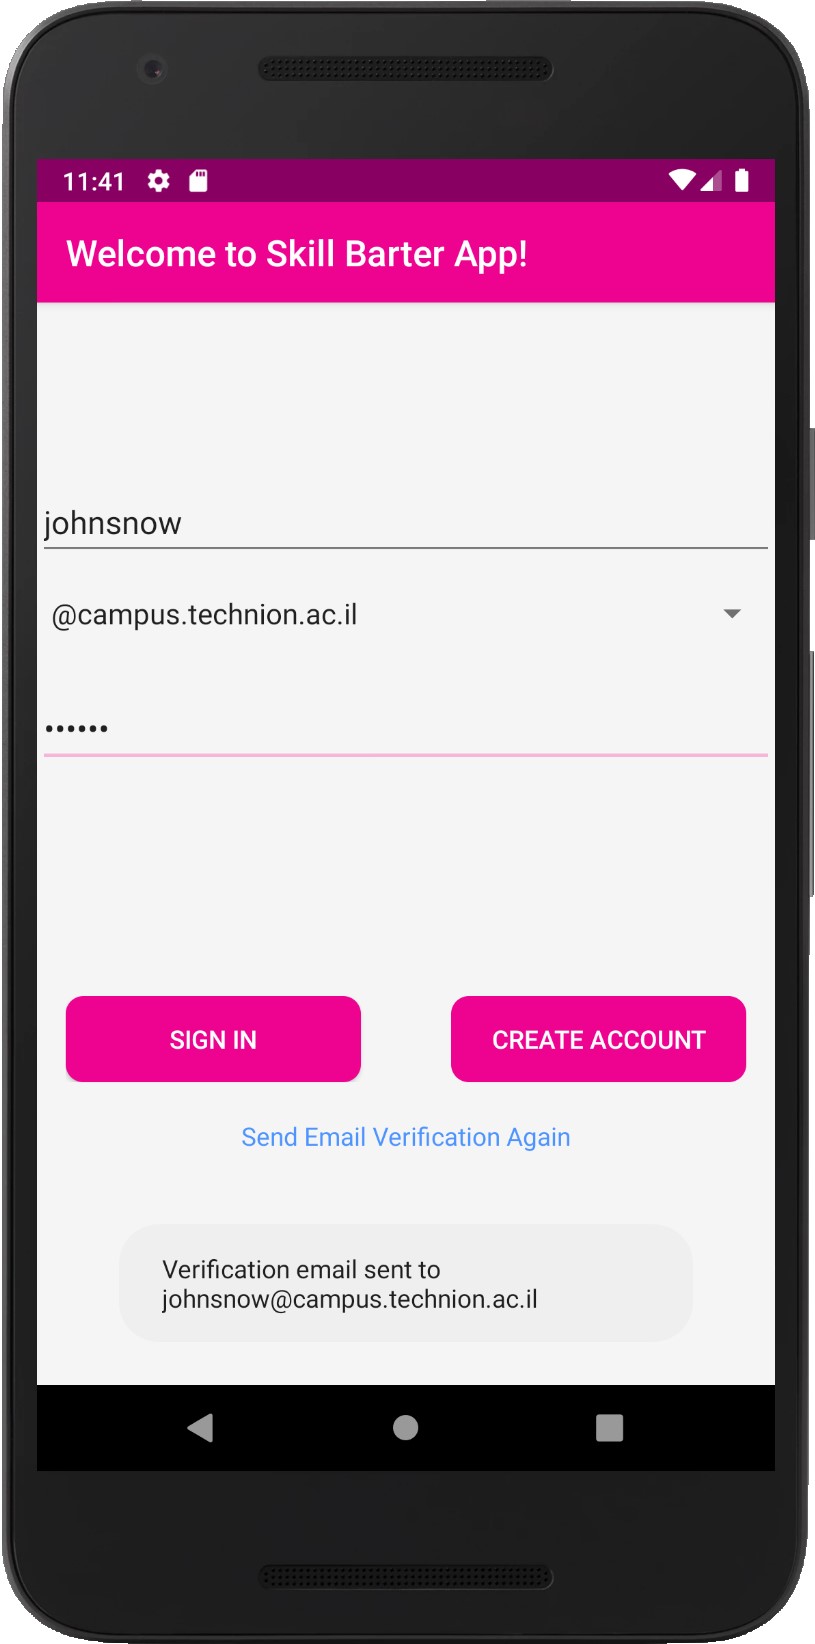 11:41
Welcome to Skill Barter App!
johnsnow
@campus.technion.ac.il
••••••
SIGN IN
CREATE ACCOUNT
Send Email Verification Again
Verification email sent to
johnsnow@campus.technion.ac.il